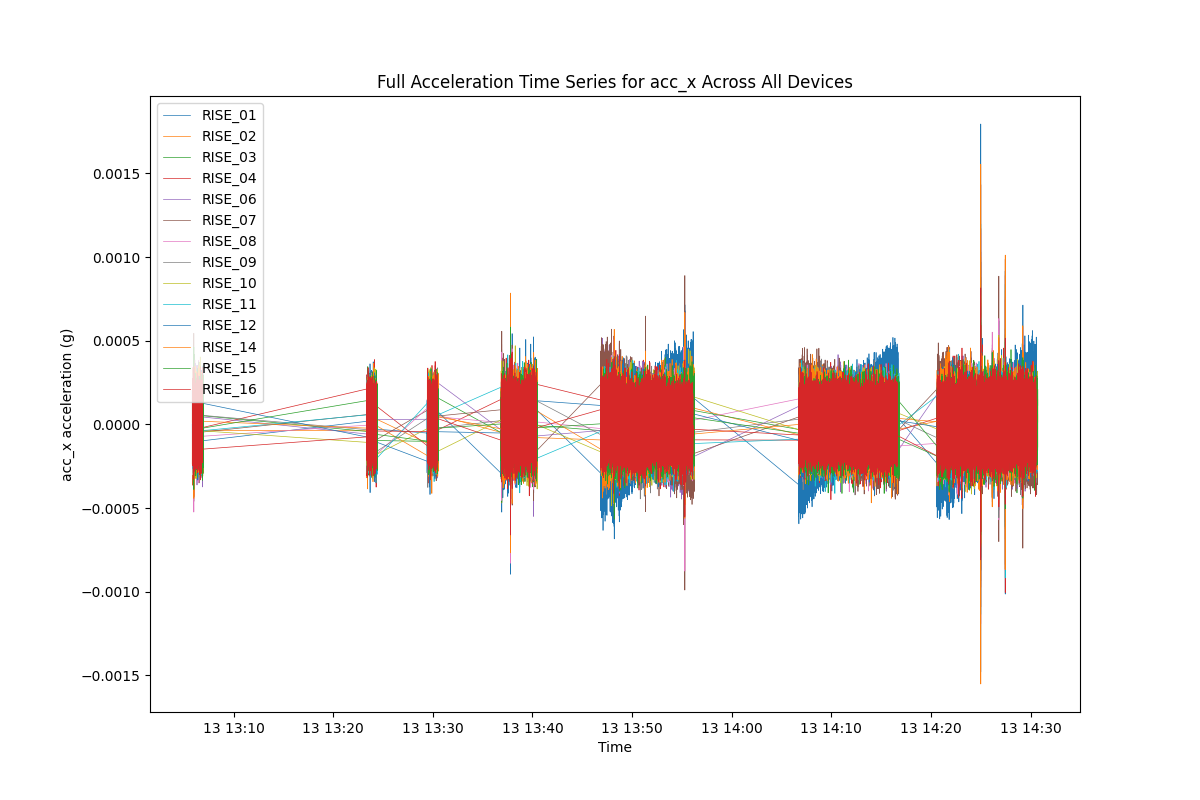 Full Acceleration Time Series for acc_x Across All Devices
RISE_01
RISE_02
RISE_03
RISE_04
RISE_06
RISE_07
RISE_08
RISE_09
RISE_10
RISE_11
RISE_12
RISE_14
RISE_15
RISE_16
acc_x acceleration (g)
0.0015
0.0010
0.0005
0.0000
−0.0005
−0.0010
−0.0015
13 13:10 13 13:20 13 13:30 13 13:40 13 13:50 13 14:00 13 14:10 13 14:20 13 14:30
Time